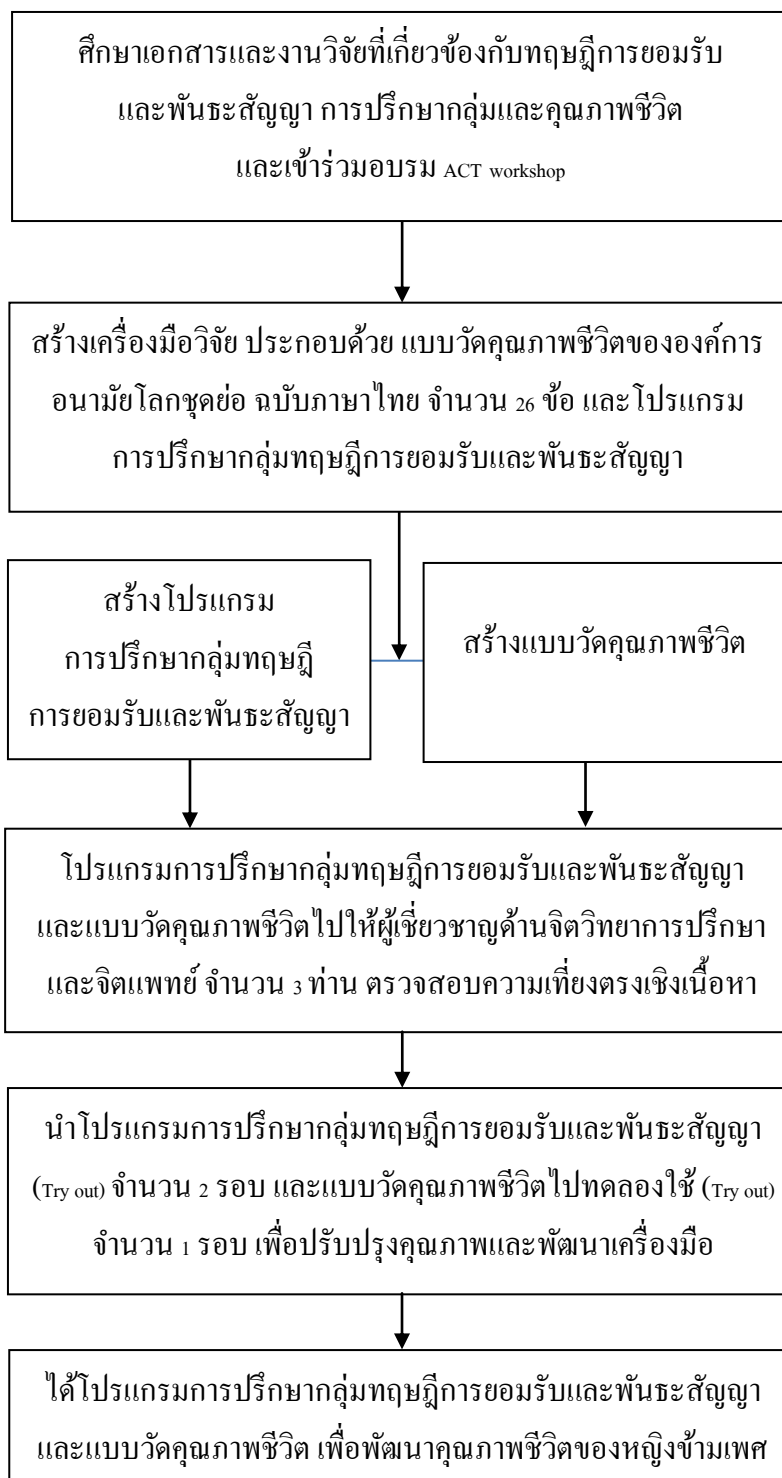 ศึกษาเอกสารและงานวิจัยที่เกี่ยวข้องกับทฤษฎีการยอมรับ
และพันธะสัญญา การปรึกษากลุ่มและคุณภาพชีวิต
และเข้าร่วมอบรม ACT workshop
สร้างเครื่องมือวิจัย ประกอบด้วย แบบวัดคุณภาพชีวิตขององค์การ
อนามัยโลกชุดย่อ ฉบับภาษาไทย จำนวน 26 ข้อ และโปรแกรม
การปรึกษากลุ่มทฤษฎีการยอมรับและพันธะสัญญา
สร้างโปรแกรม
การปรึกษากลุ่มทฤษฎี
การยอมรับและพันธะสัญญา
สร้างแบบวัดคุณภาพชีวิต
โปรแกรมการปรึกษากลุ่มทฤษฎีการยอมรับและพันธะสัญญา
และแบบวัดคุณภาพชีวิตไปให้ผู้เชี่ยวชาญด้านจิตวิทยาการปรึกษา
และจิตแพทย์ จำนวน 3 ท่าน ตรวจสอบความเที่ยงตรงเชิงเนื้อหา
นำโปรแกรมการปรึกษากลุ่มทฤษฎีการยอมรับและพันธะสัญญา
(Try out) จำนวน 2 รอบ และแบบวัดคุณภาพชีวิตไปทดลองใช้ (Try out)
จำนวน 1 รอบ เพื่อปรับปรุงคุณภาพและพัฒนาเครื่องมือ
ได้โปรแกรมการปรึกษากลุ่มทฤษฎีการยอมรับและพันธะสัญญา
และแบบวัดคุณภาพชีวิต เพื่อพัฒนาคุณภาพชีวิตของหญิงข้ามเพศ